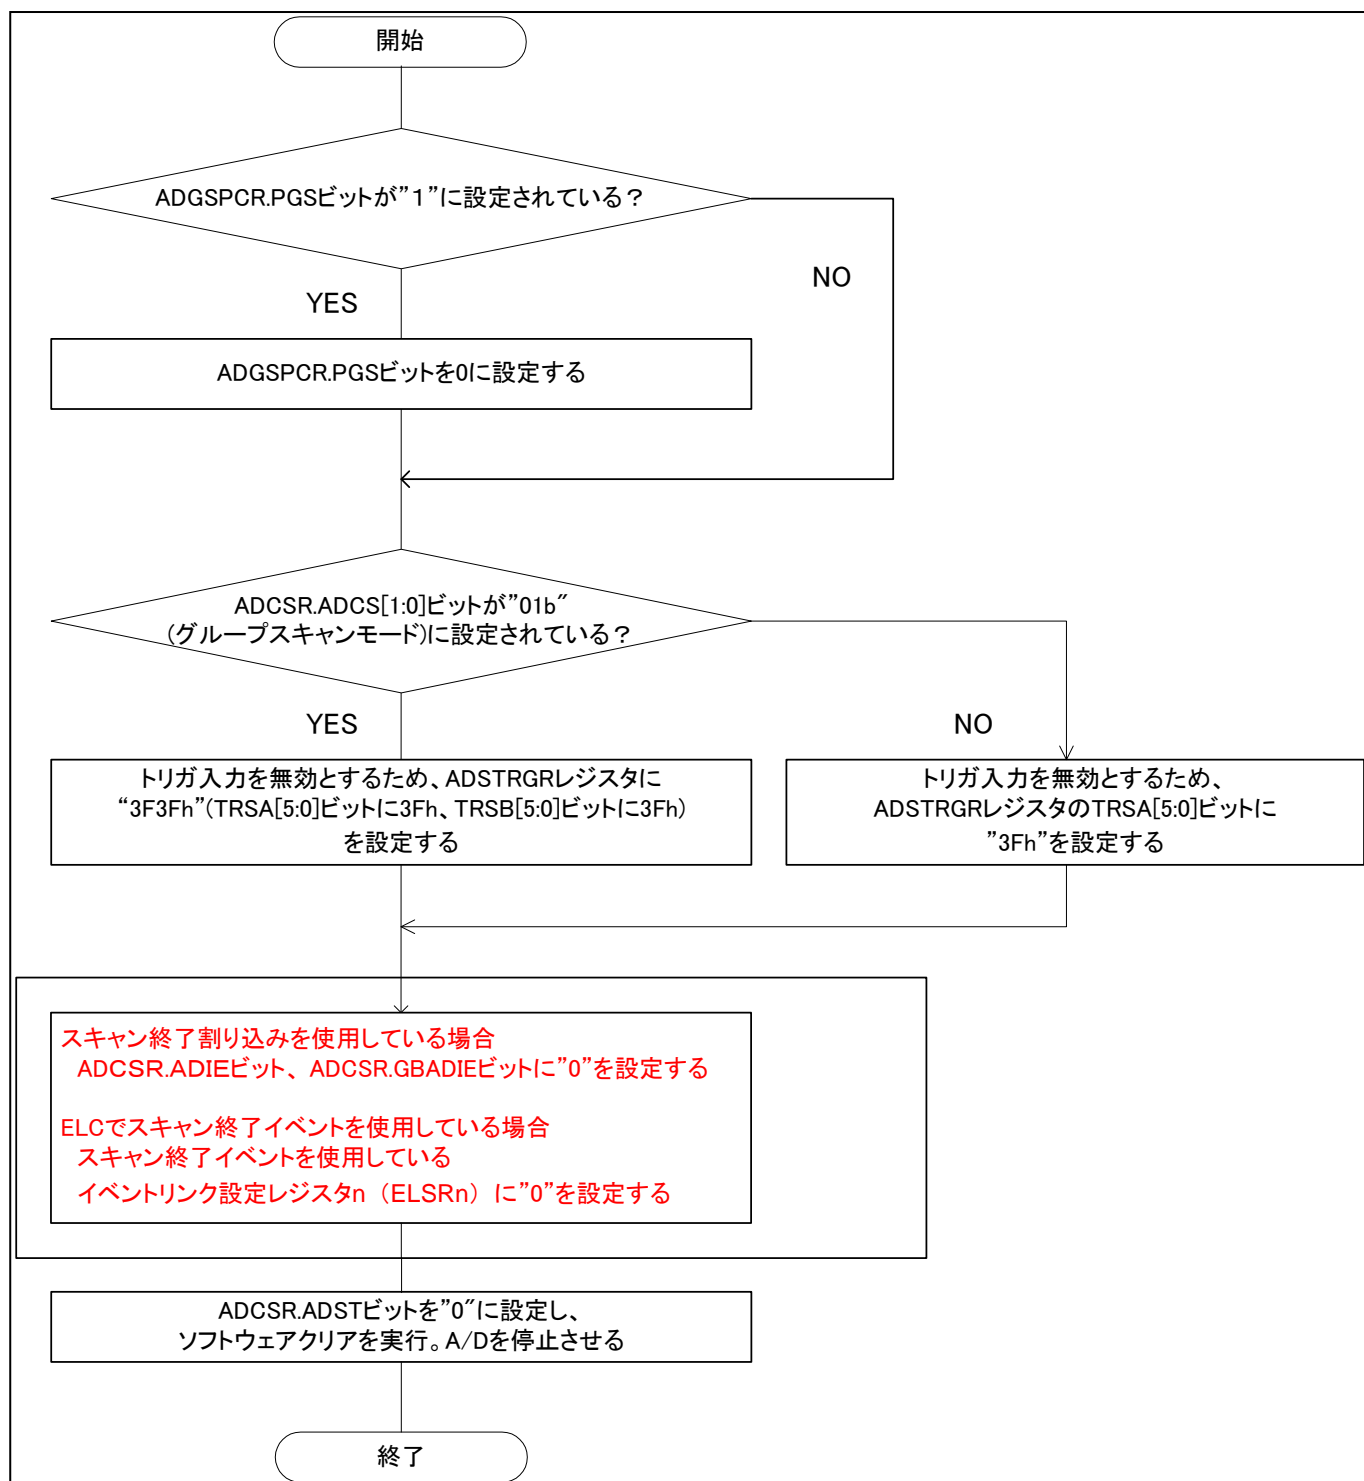 開始
ADGSPCR.PGSビットが”１”に設定されている？
NO
YES
ADGSPCR.PGSビットを0に設定する
ADCSR.ADCS[1:0]ビットが”01b”
(グループスキャンモード)に設定されている？
YES
NO
トリガ入力を無効とするため、ADSTRGRレジスタに
“3F3Fh”(TRSA[5:0]ビットに3Fh、TRSB[5:0]ビットに3Fh)
を設定する
トリガ入力を無効とするため、
ADSTRGRレジスタのTRSA[5:0]ビットに
”3Fh”を設定する
スキャン終了割り込みを使用している場合
ADCSR.ADIEビット、ADCSR.GBADIEビットに”0”を設定する
ELCでスキャン終了イベントを使用している場合
スキャン終了イベントを使用している
イベントリンク設定レジスタn（ELSRn）に”0”を設定する
ADCSR.ADSTビットを”0”に設定し、
ソフトウェアクリアを実行。A/Dを停止させる
終了